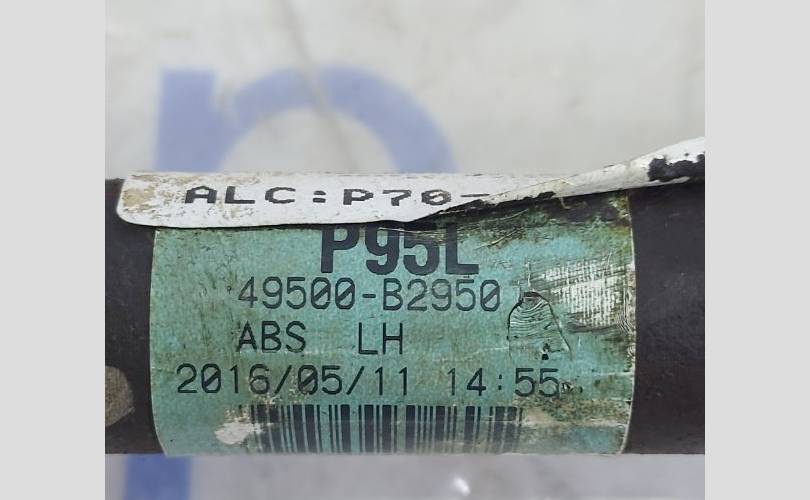 ALC:P70-
P95L
49500-B2950
ABS LH
2016/05/11 14:55